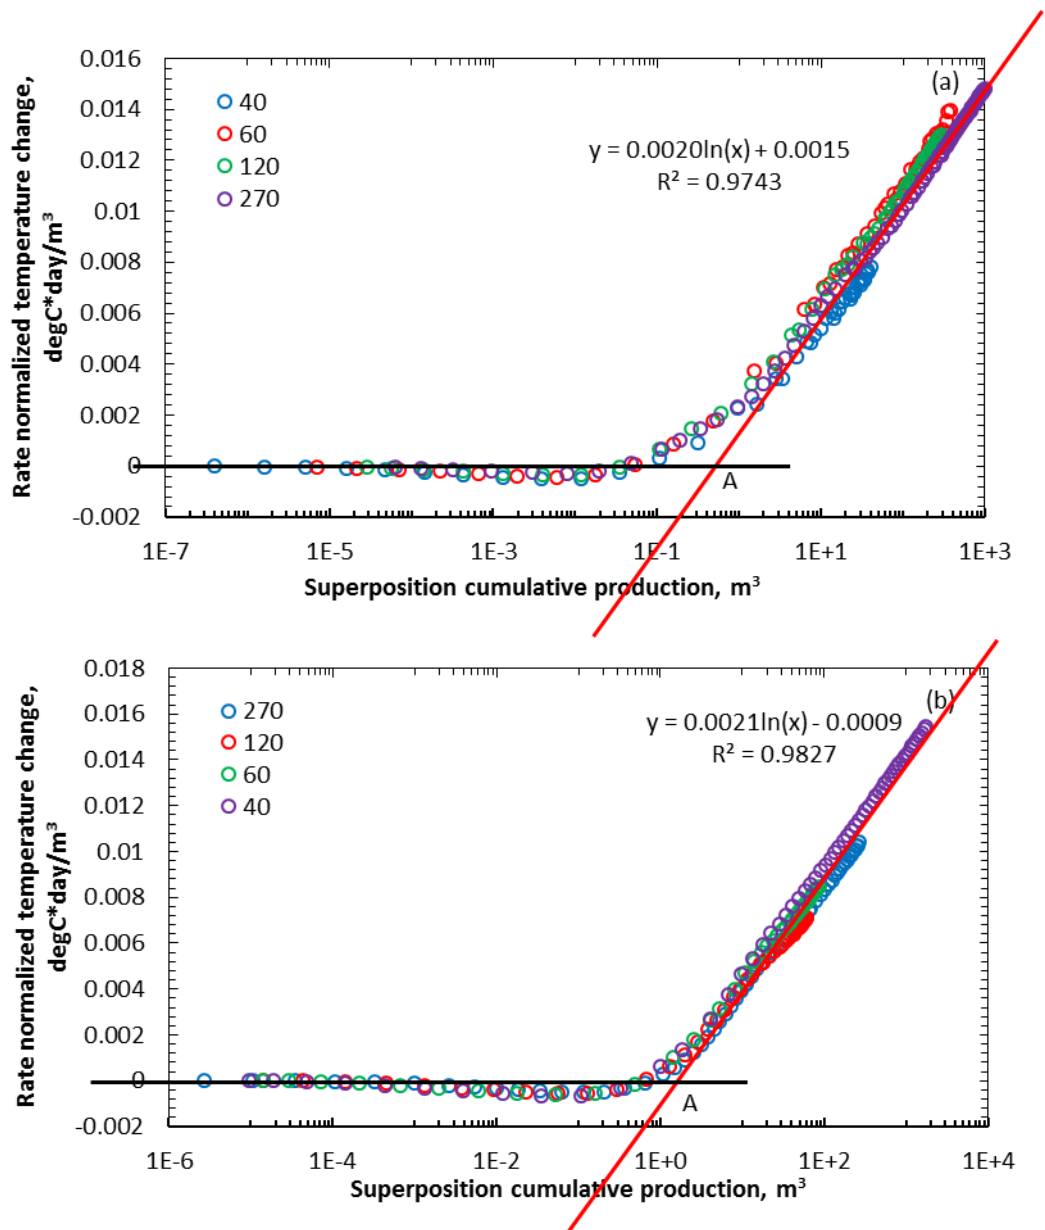 0.016
0.014
0.012
0.01
0.008
0.006
0.004
0.002
0
-0.002
Rate normalized temperature change,
degC*day/m³
40
60
120
270
(a)
y = 0.0020ln(x) + 0.0015
R² = 0.9743
A
1E-7 1E-5 1E-3 1E-1 1E+1 1E+3
Superposition cumulative production, m³
0.018
0.016
0.014
0.012
0.01
0.008
0.006
0.004
0.002
0
-0.002
Rate normalized temperature change,
degC*day/m³
270
120
60
40
(b)
y = 0.0021ln(x) - 0.0009
R² = 0.9827
A
1E-6 1E-4 1E-2 1E+0 1E+2 1E+4
Superposition cumulative production, m³